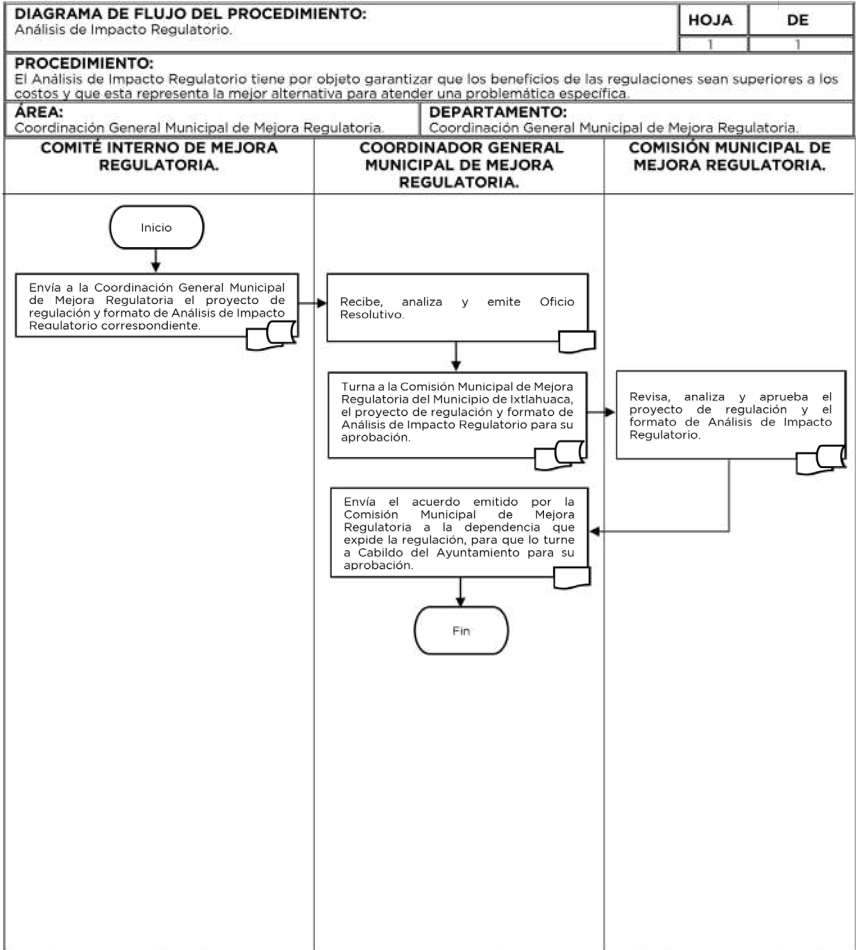 DIAGRAMA DE FLUJO DEL PROCEDIMIENTO:
Análisis de Impacto Regulatorio.
HOJA
DE
1
1
PROCEDIMIENTO:
El Análisis de Impacto Regulatorio tiene por objeto garantizar que los beneficios de las regulaciones sean superiores a los
costos y que esta representa la mejor alternativa para atender una problemática específica.
ÁREA:
Coordinación General Municipal de Mejora Regulatoria.
DEPARTAMENTO:
Coordinación General Municipal de Mejora Regulatoria.
COMITÉ INTERNO DE MEJORA
REGULATORIA.
COORDINADOR GENERAL
MUNICIPAL DE MEJORA
REGULATORIA.
COMISIÓN MUNICIPAL DE
MEJORA REGULATORIA.
Inicio
Envía a la Coordinación General Municipal
de Mejora Regulatoria el proyecto de
regulación y formato de Análisis de Impacto
Regulatorio correspondiente.
Recibe, analiza y emite Oficio
Resolutivo.
Turna a la Comisión Municipal de Mejora
Regulatoria del Municipio de Ixtlahuaca,
el proyecto de regulación y formato de
Análisis de Impacto Regulatorio para su
aprobación.
Revisa, analiza y aprueba el
proyecto de regulación y el
formato de Análisis de Impacto
Regulatorio.
Envía el acuerdo emitido por la
Comisión Municipal de Mejora
Regulatoria a la dependencia que
expide la regulación, para que lo turne
a Cabildo del Ayuntamiento para su
aprobación.
Fin